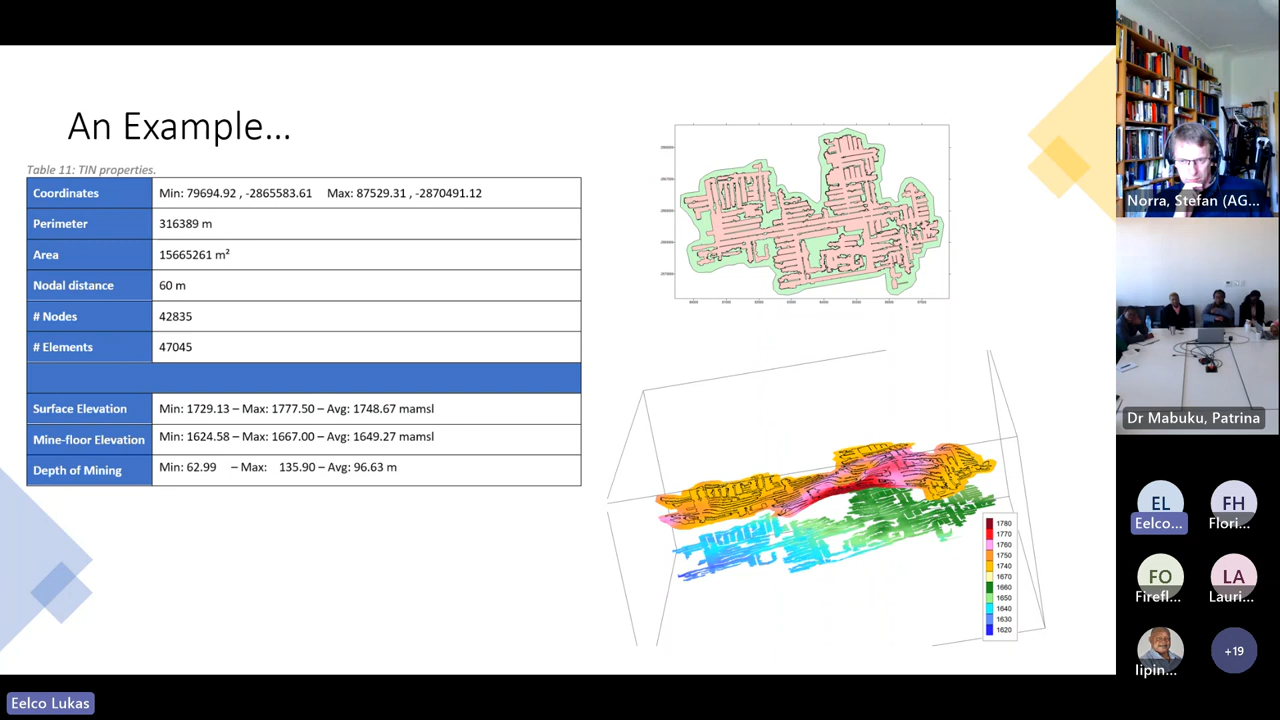 An Example...
Table 11: TIN properties.
Coordinates Min: 79694.92 , -2865583.61 Max: 87529.31 , -2870491.12
Perimeter 316389 m
Area 15665261 m²
Nodal distance 60 m
# Nodes 42835
# Elements 47045
Surface Elevation Min: 1729.13 – Max: 1777.50 – Avg: 1748.67 mamsl
Mine-floor Elevation Min: 1624.58 – Max: 1667.00 – Avg: 1649.27 mamsl
Depth of Mining Min: 62.99 – Max: 135.90 – Avg: 96.63 m
1780
1770
1760
1750
1740
1670
1660
1650
1640
1630
1620
Norra, Stefan (AG...
Dr Mabuku, Patrina
EL FH
Eelco... Flori...
FO LA
Firefl... Lauri...
+19
lipin...
Eelco Lukas